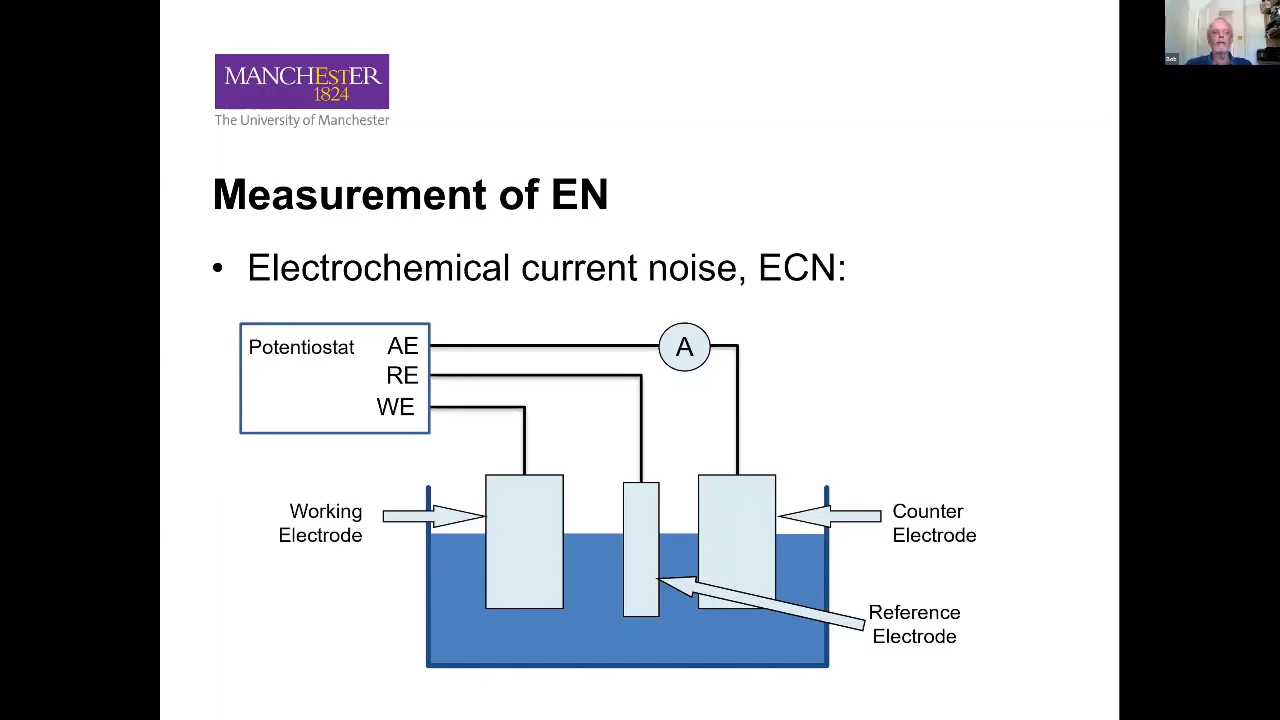 MANCHESTER
1824
The University of Manchester
Bob
Measurement of EN
• Electrochemical current noise, ECN:
Potentiostat AE
RE
WE
A
Working
Electrode
Counter
Electrode
Reference
Electrode